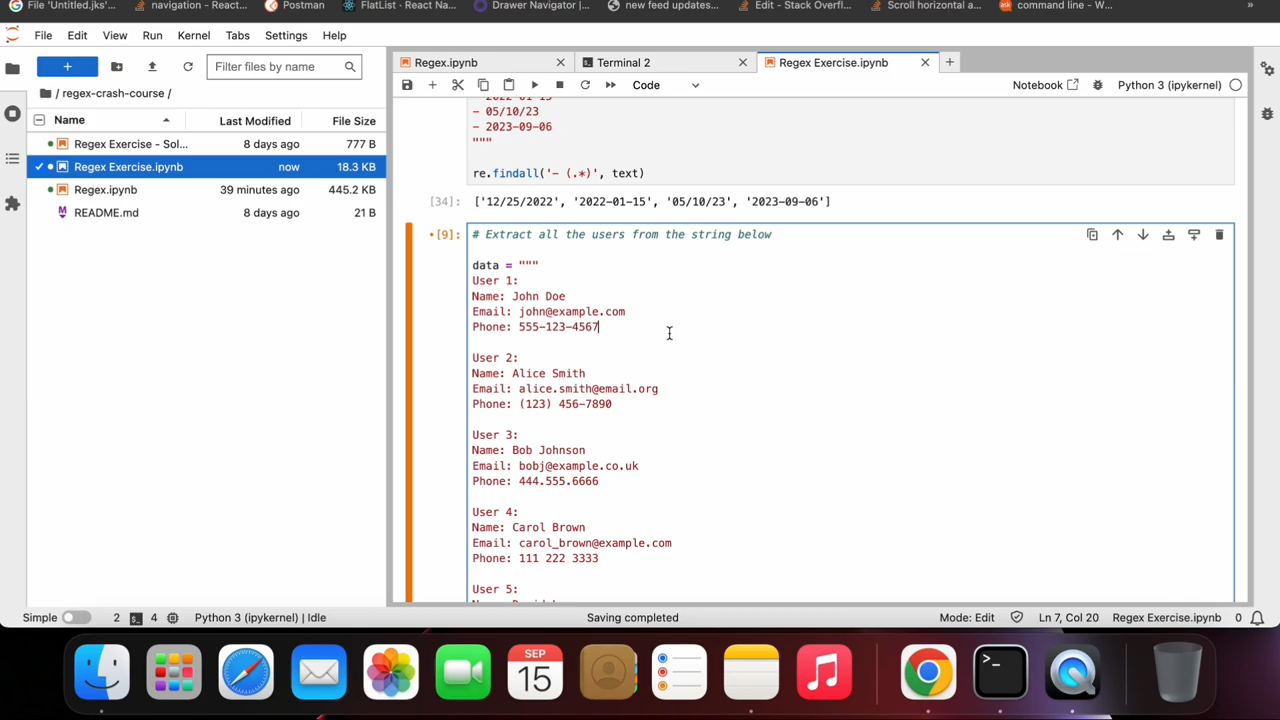 File 'Untitled.jks'...
navigation - React...
Postman
FlatList · React Na...
Drawer Navigator |...
new feed updates...
Edit - Stack Overfl...
Scroll horizontal a...
command line - W...
»
File Edit View Run Kernel Tabs Settings Help
Filter files by name
/ regex-crash-course /
Name Last Modified File Size
Regex Exercise - Sol... 8 days ago 777 B
Regex Exercise.ipynb now 18.3 KB
Regex.ipynb 39 minutes ago 445.2 KB
README.md 8 days ago 21 B
Regex.ipynb Terminal 2 Regex Exercise.ipynb
Code Notebook Python 3 (ipykernel)
- 2022-01-15
- 05/10/23
- 2023-09-06
"""
re.findall('- (.*)', text)
[34]: ['12/25/2022', '2022-01-15', '05/10/23', '2023-09-06']
[9]: # Extract all the users from the string below
data = """
User 1:
Name: John Doe
Email: john@example.com
Phone: 555-123-4567
User 2:
Name: Alice Smith
Email: alice.smith@email.org
Phone: (123) 456-7890
User 3:
Name: Bob Johnson
Email: bobj@example.co.uk
Phone: 444.555.6666
User 4:
Name: Carol Brown
Email: carol_brown@example.com
Phone: 111 222 3333
User 5:
Simple 2 4 Python 3 (ipykernel) | Idle Saving completed Mode: Edit Ln 7, Col 20 Regex Exercise.ipynb 0
SEP
15
>_